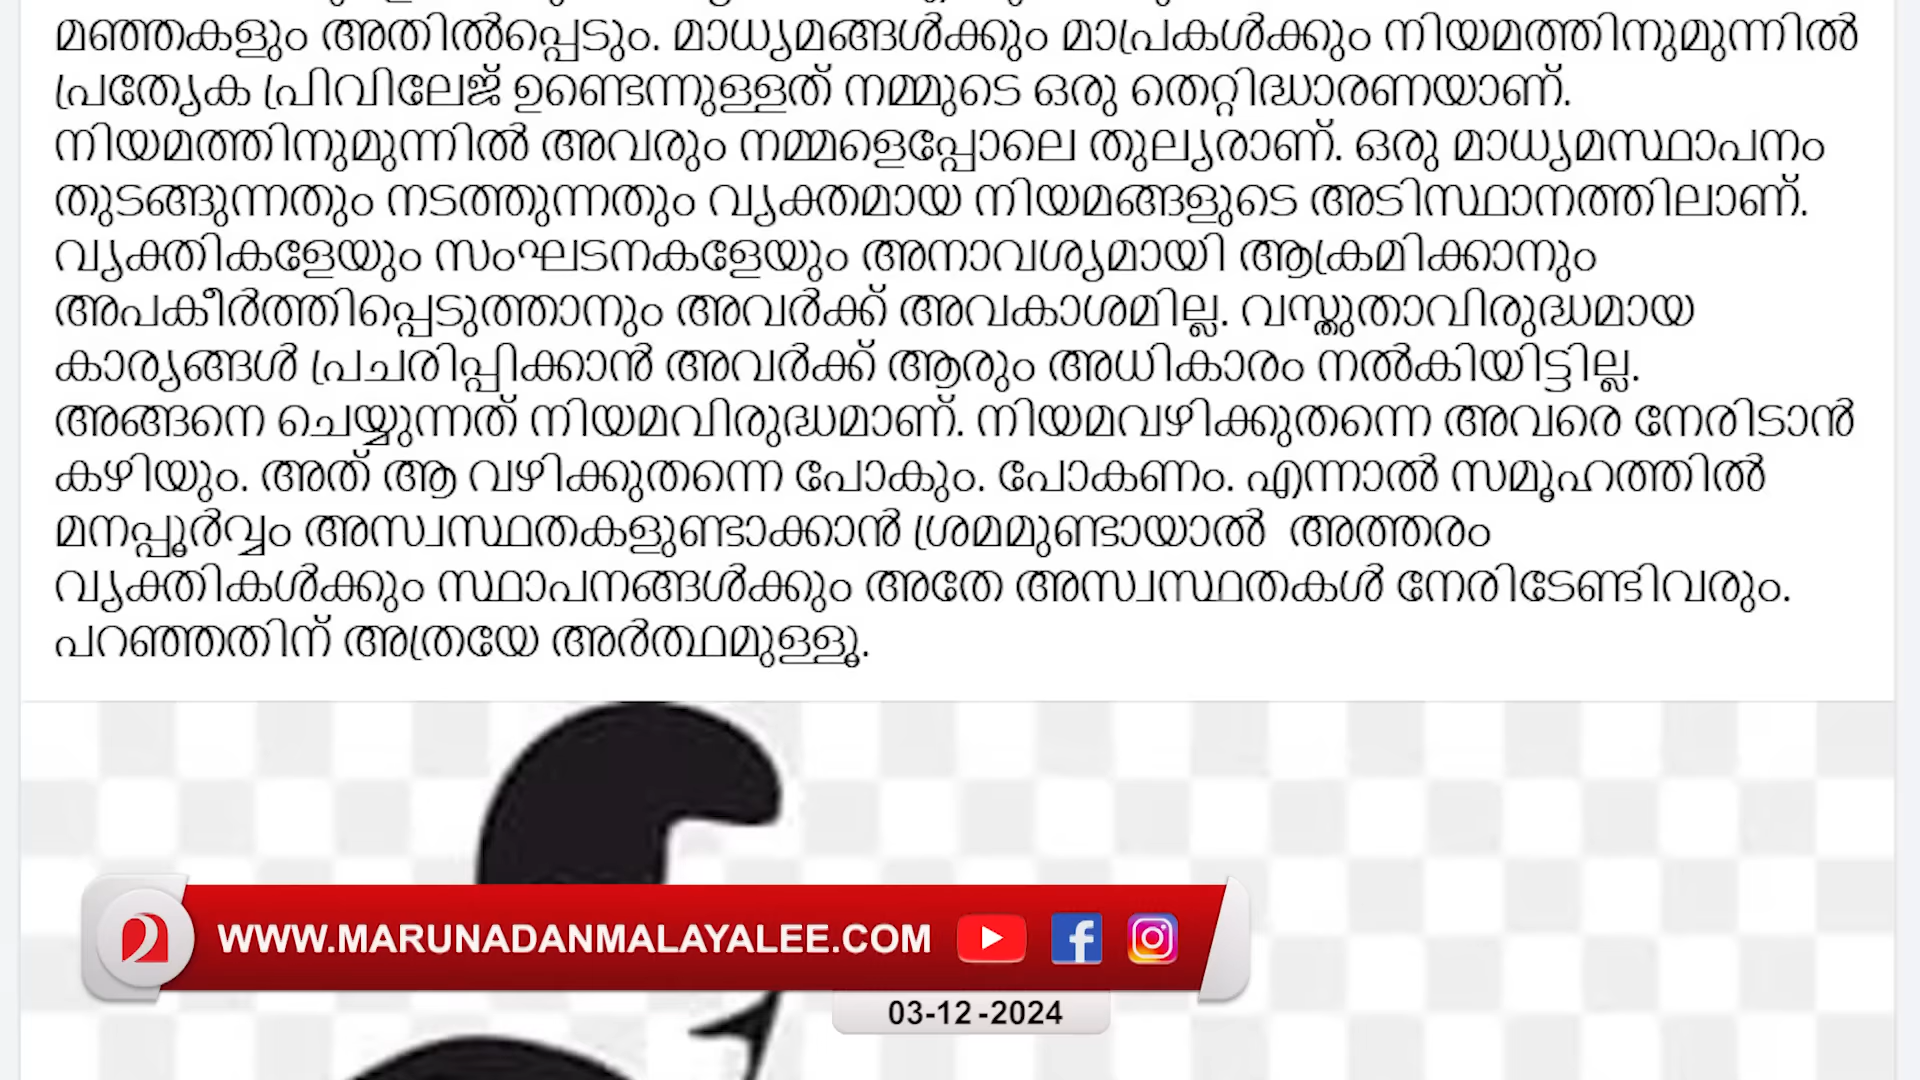 മഞ്ഞകളും അതിൽപ്പെടും. മാധ്യമങ്ങൾക്കും മാപ്രകൾക്കും നിയമത്തിനുമുന്നിൽ
പ്രത്യേക പ്രിവിലേജ് ഉണ്ടെന്നുള്ളത് നമ്മുടെ ഒരു തെറ്റിദ്ധാരണയാണ്.
നിയമത്തിനുമുന്നിൽ അവരും നമ്മളെപ്പോലെ തുല്യരാണ്. ഒരു മാധ്യമസ്ഥാപനം
തുടങ്ങുന്നതും നടത്തുന്നതും വ്യക്തമായ നിയമങ്ങളുടെ അടിസ്ഥാനത്തിലാണ്.
വ്യക്തികളേയും സംഘടനകളേയും അനാവശ്യമായി ആക്രമിക്കാനും
അപകീർത്തിപ്പെടുത്താനും അവർക്ക് അവകാശമില്ല. വസ്തുതാവിരുദ്ധമായ
കാര്യങ്ങൾ പ്രചരിപ്പിക്കാൻ അവർക്ക് ആരും അധികാരം നൽകിയിട്ടില്ല.
അങ്ങനെ ചെയ്യുന്നത് നിയമവിരുദ്ധമാണ്. നിയമവഴിക്കുതന്നെ അവരെ നേരിടാൻ
കഴിയും. അത് ആ വഴിക്കുതന്നെ പോകും. പോകണം. എന്നാൽ സമൂഹത്തിൽ
മനപ്പൂർവ്വം അസ്വസ്ഥതകളുണ്ടാക്കാൻ ശ്രമമുണ്ടായാൽ അത്തരം
വ്യക്തികൾക്കും സ്ഥാപനങ്ങൾക്കും അതേ അസ്വസ്ഥതകൾ നേരിടേണ്ടിവരും.
പറഞ്ഞതിന് അത്രയേ അർത്ഥമുള്ളൂ.
WWW.MARUNADANMALAYALEE.COM
03-12-2024